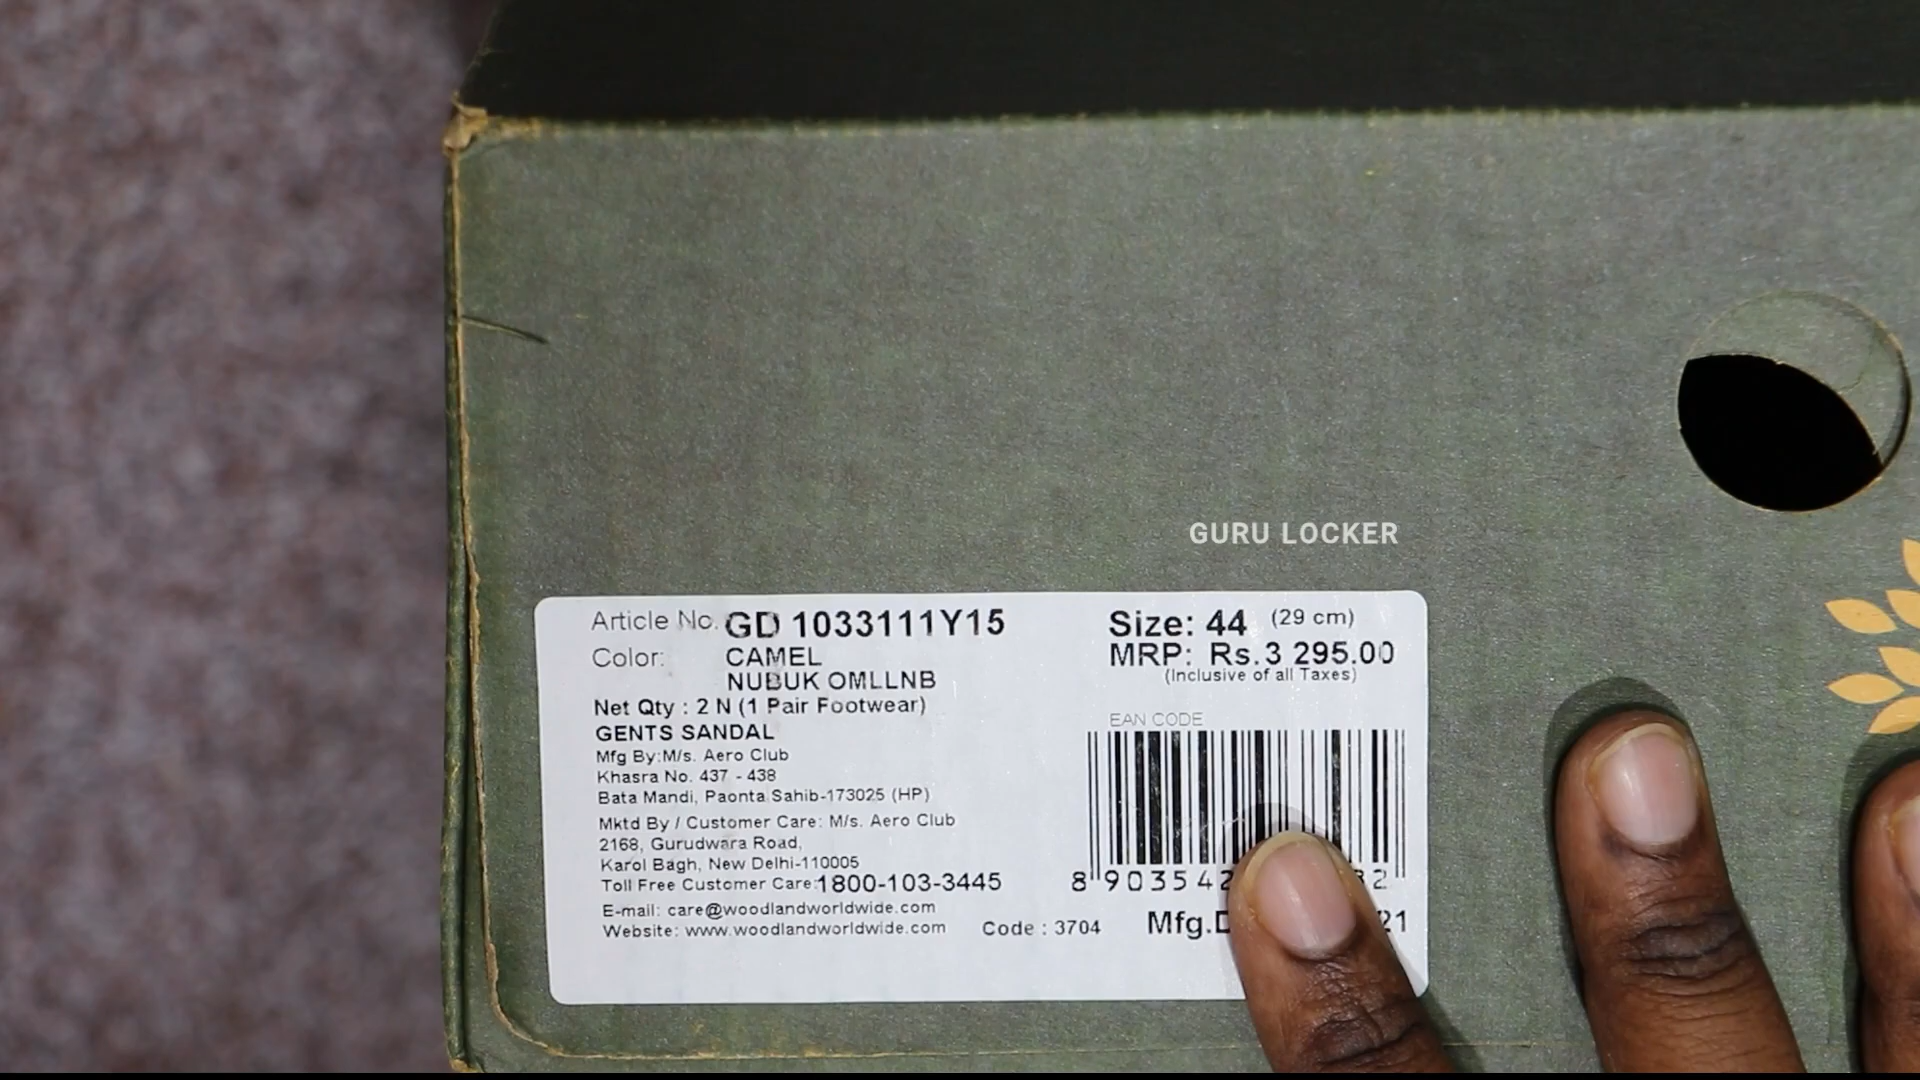 GURU LOCKER
Article No. GD 1033111Y15
Color: CAMEL
NUBUK OMLLNB
Net Qty : 2 N (1 Pair Footwear)
GENTS SANDAL
Mfg By:M/s. Aero Club
Khasra No. 437 - 438
Bata Mandi, Paonta Sahib-173025 (HP)
Mktd By / Customer Care: M/s. Aero Club
2168, Gurudwara Road,
Karol Bagh, New Delhi-110005
Toll Free Customer Care:1800-103-3445
E-mail: care@woodlandworldwide.com
Website: www.woodlandworldwide.com
Code : 3704
Size: 44 (29 cm)
MRP: Rs.3 295.00
(Inclusive of all Taxes)
EAN CODE
8 90354
Mfg. 21